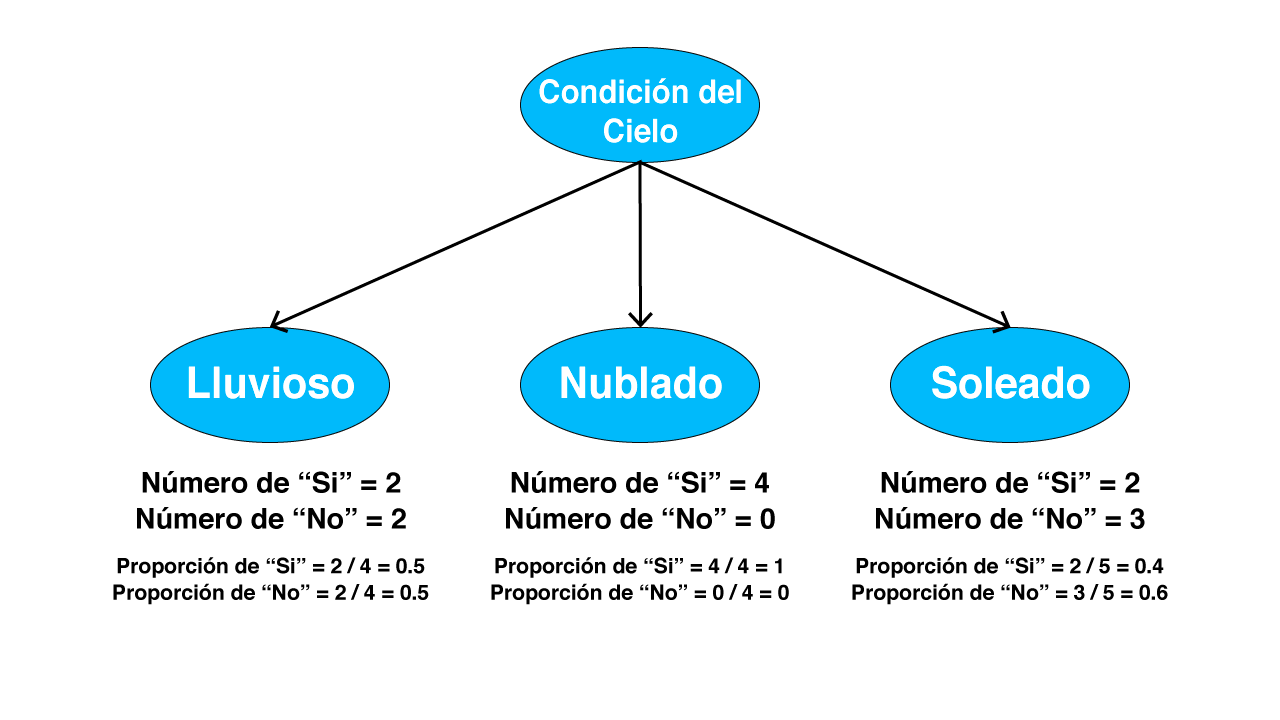 Condición del
Cielo
Lluvioso
Nublado
Soleado
Número de “Si” = 2
Número de “No” = 2
Proporción de “Si” = 2 / 4 = 0.5
Proporción de “No” = 2 / 4 = 0.5
Número de “Si” = 4
Número de “No” = 0
Proporción de “Si” = 4 / 4 = 1
Proporción de “No” = 0 / 4 = 0
Número de “Si” = 2
Número de “No” = 3
Proporción de “Si” = 2 / 5 = 0.4
Proporción de “No” = 3 / 5 = 0.6